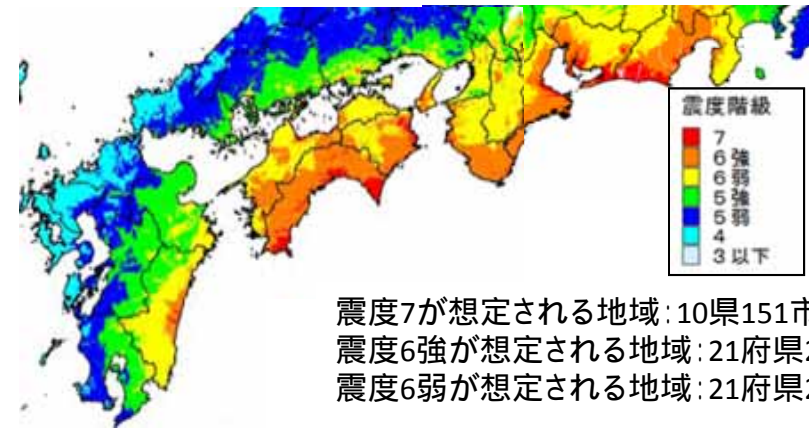 震度階級
7
6強
6弱
5強
5弱
4
3以下
震度7が想定される地域:10県151市
震度6強が想定される地域:21府県2
震度6弱が想定される地域:21府県2